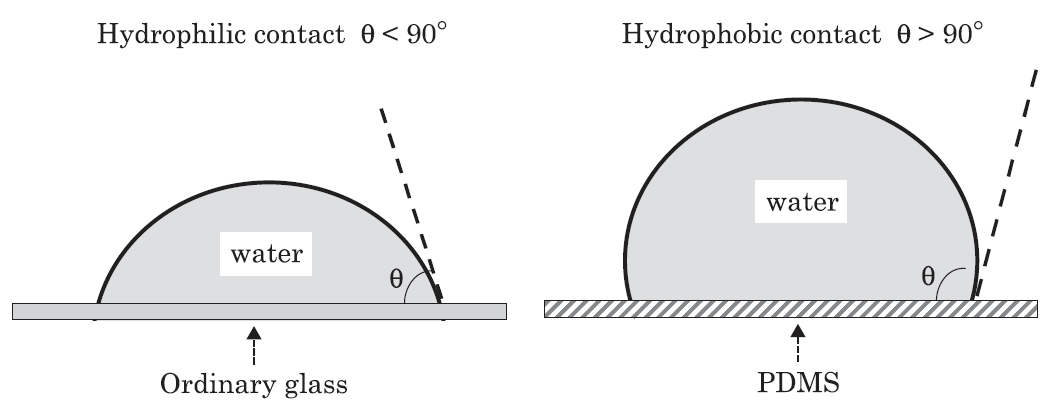 Hydrophilic contact θ < 90°
Hydrophobic contact θ > 90°
water
θ
water
θ
Ordinary glass
PDMS